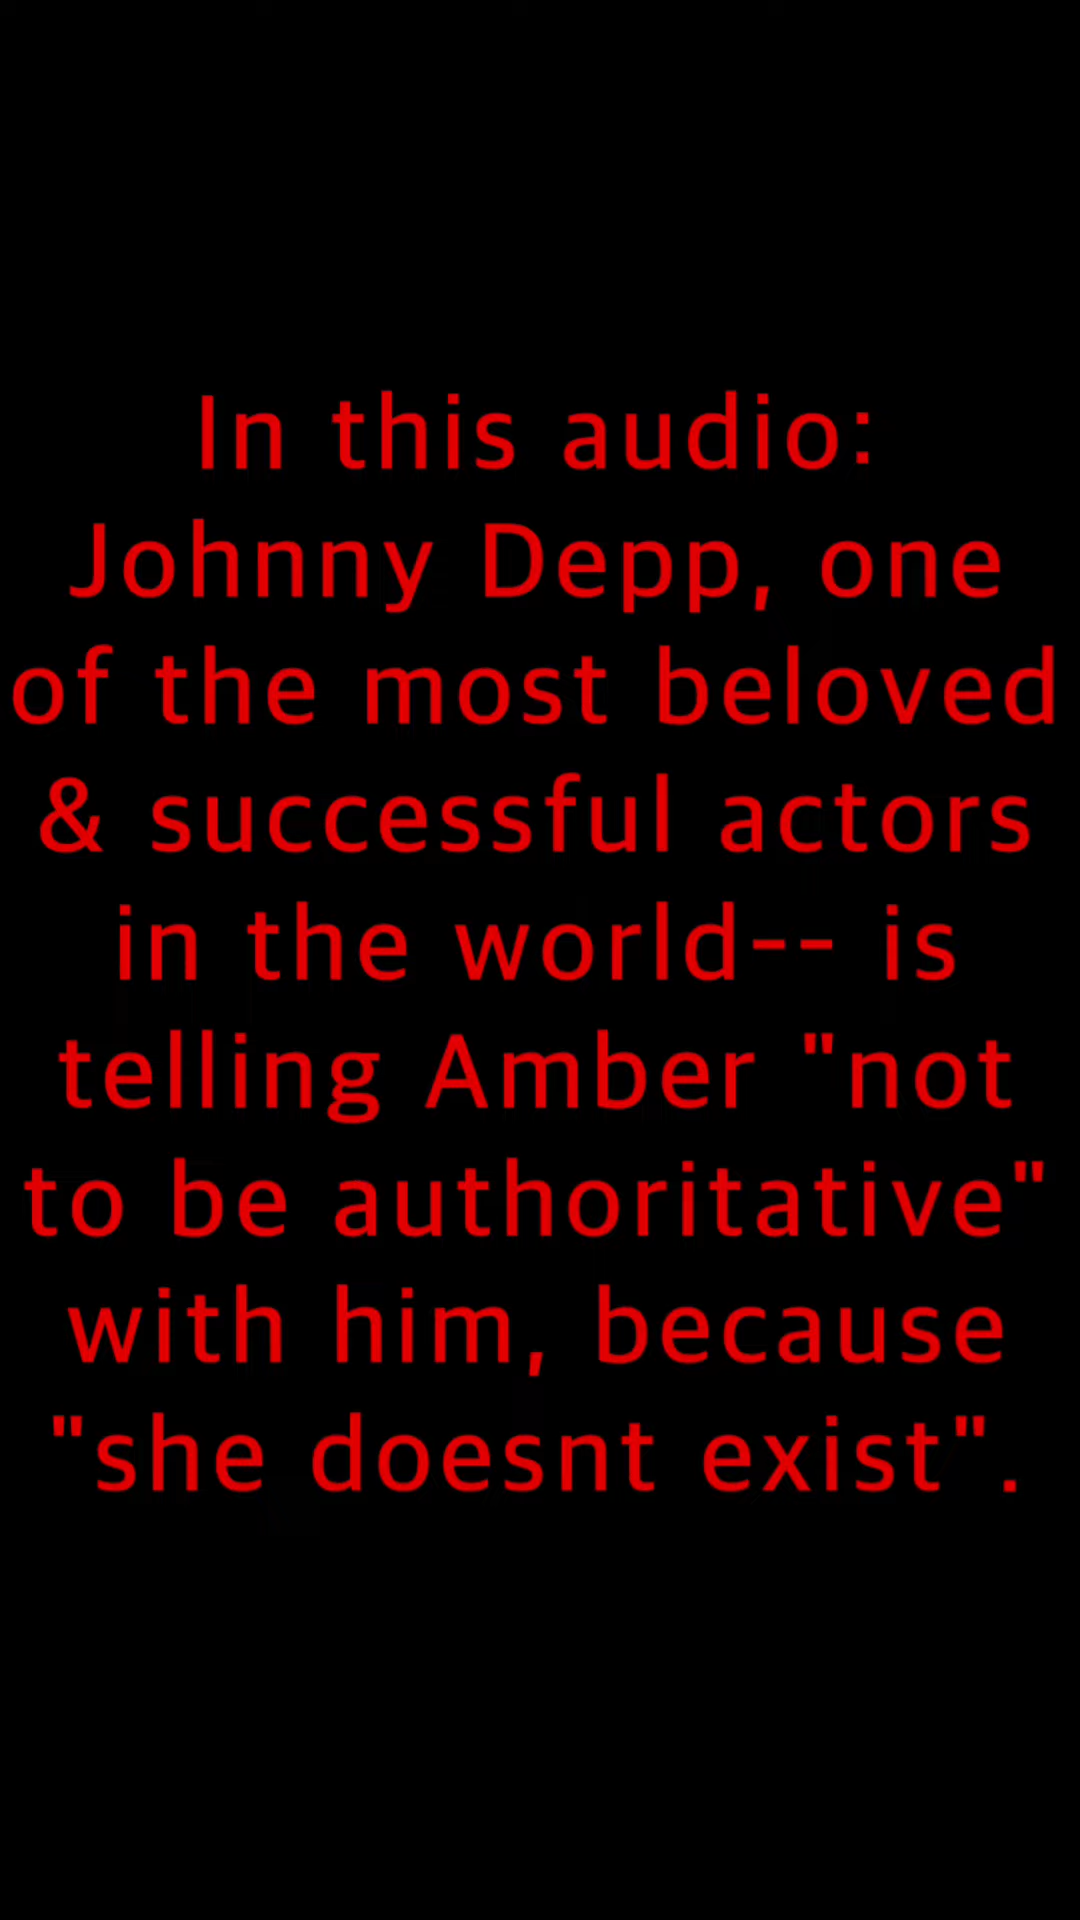 In this audio:
Johnny Depp, one
of the most beloved
& successful actors
in the world-- is
telling Amber "not
to be authoritative"
with him, because
"she doesnt exist".